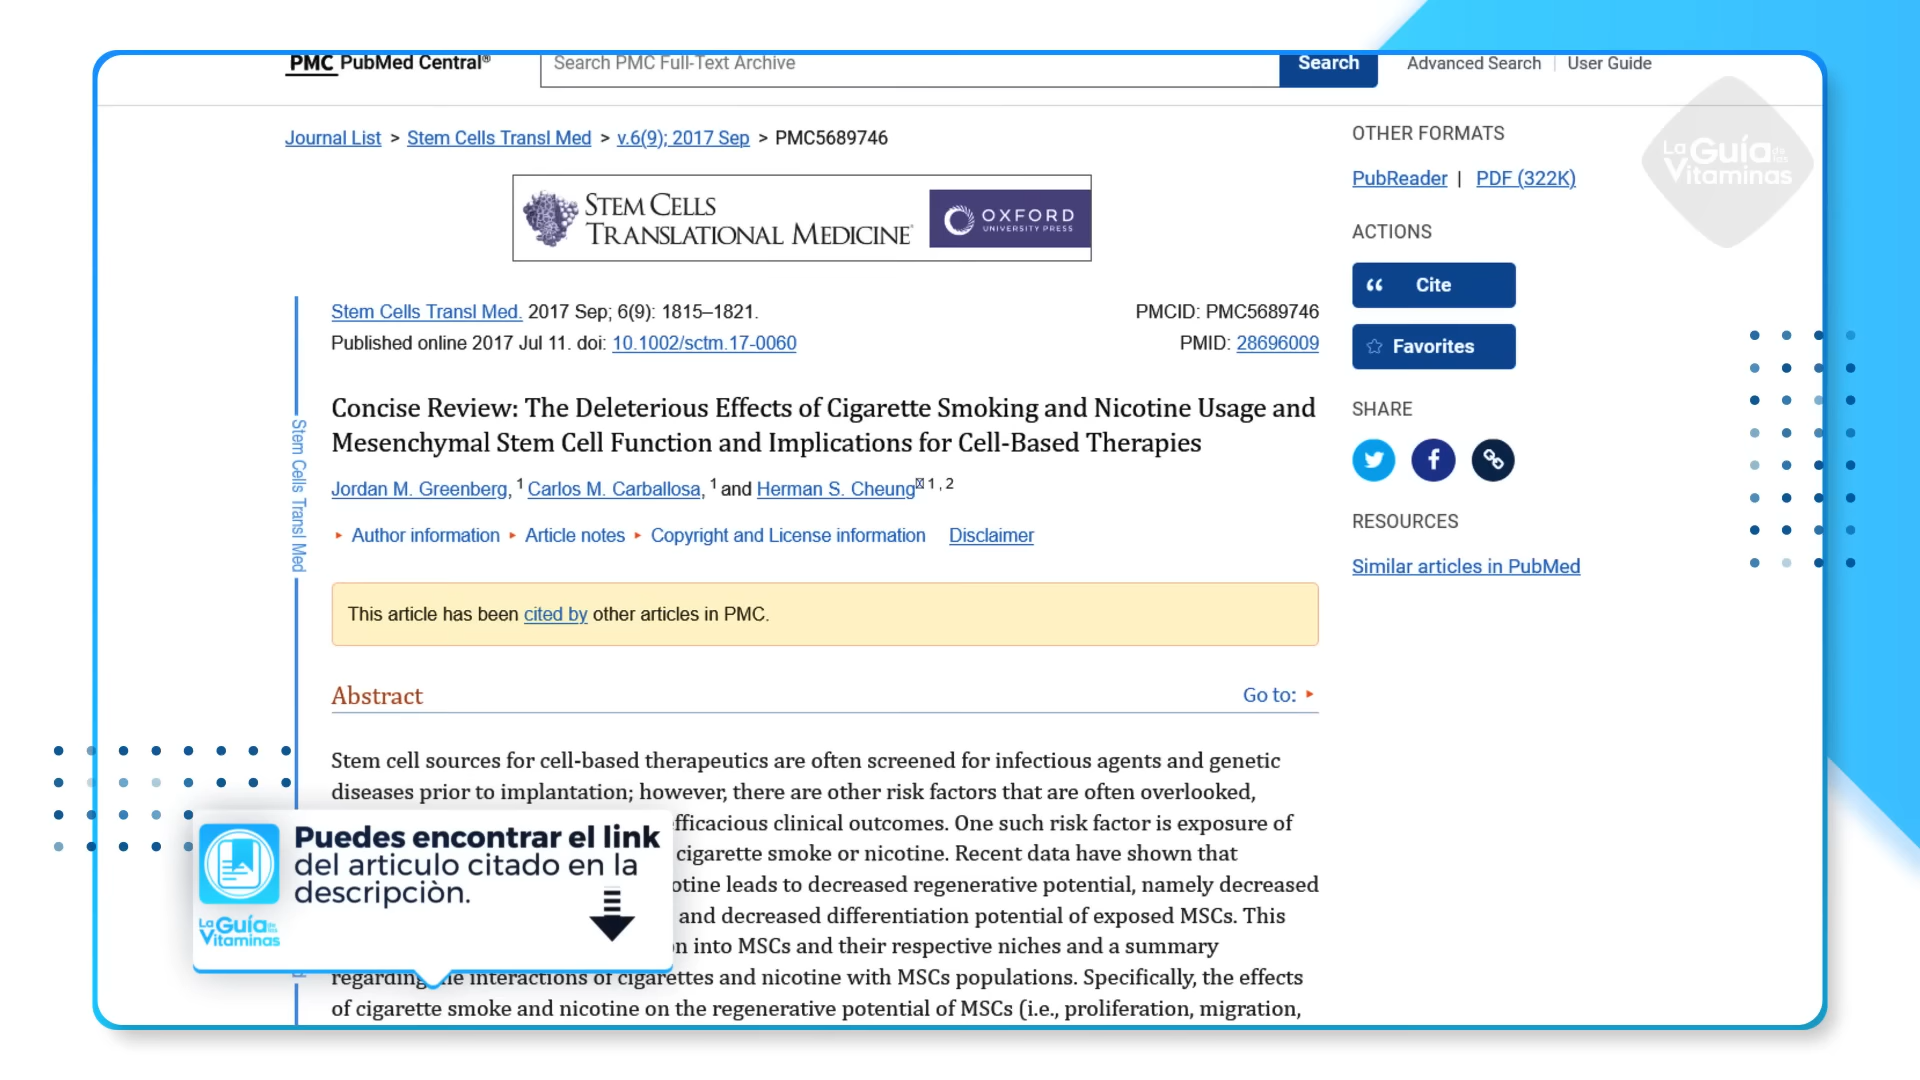 PMC PubMed Central®
Search PMC Full-Text Archive
Search
Advanced Search
User Guide
Journal List > Stem Cells Transl Med > v.6(9); 2017 Sep > PMC5689746
STEM CELLS
TRANSLATIONAL MEDICINE
OXFORD
UNIVERSITY PRESS
Stem Cells Transl Med. 2017 Sep; 6(9): 1815–1821.
PMCID: PMC5689746
Published online 2017 Jul 11. doi: 10.1002/sctm.17-0060
PMID: 28696009
Concise Review: The Deleterious Effects of Cigarette Smoking and Nicotine Usage and
Mesenchymal Stem Cell Function and Implications for Cell-Based Therapies
Jordan M. Greenberg, 1 Carlos M. Carballosa, 1 and Herman S. Cheung 1, 2
Author information
Article notes
Copyright and License information
Disclaimer
This article has been cited by other articles in PMC.
Abstract
Go to:
Stem cell sources for cell-based therapeutics are often screened for infectious agents and genetic
diseases prior to implantation; however, there are other risk factors that are often overlooked,
efficacious clinical outcomes. One such risk factor is exposure of
cigarette smoke or nicotine. Recent data have shown that
leads to decreased regenerative potential, namely decreased
and decreased differentiation potential of exposed MSCs. This
into MSCs and their respective niches and a summary
regarding interactions of cigarettes and nicotine with MSCs populations. Specifically, the effects
of cigarette smoke and nicotine on the regenerative potential of MSCs (i.e., proliferation, migration,
Stem Cells Transl Med
OTHER FORMATS
PubReader | PDF (322K)
ACTIONS
Cite
Favorites
SHARE
RESOURCES
Similar articles in PubMed
La Guía de las
Vitaminas
Puedes encontrar el link
del articulo citado en la
descripciòn.
La Guía de las
Vitaminas